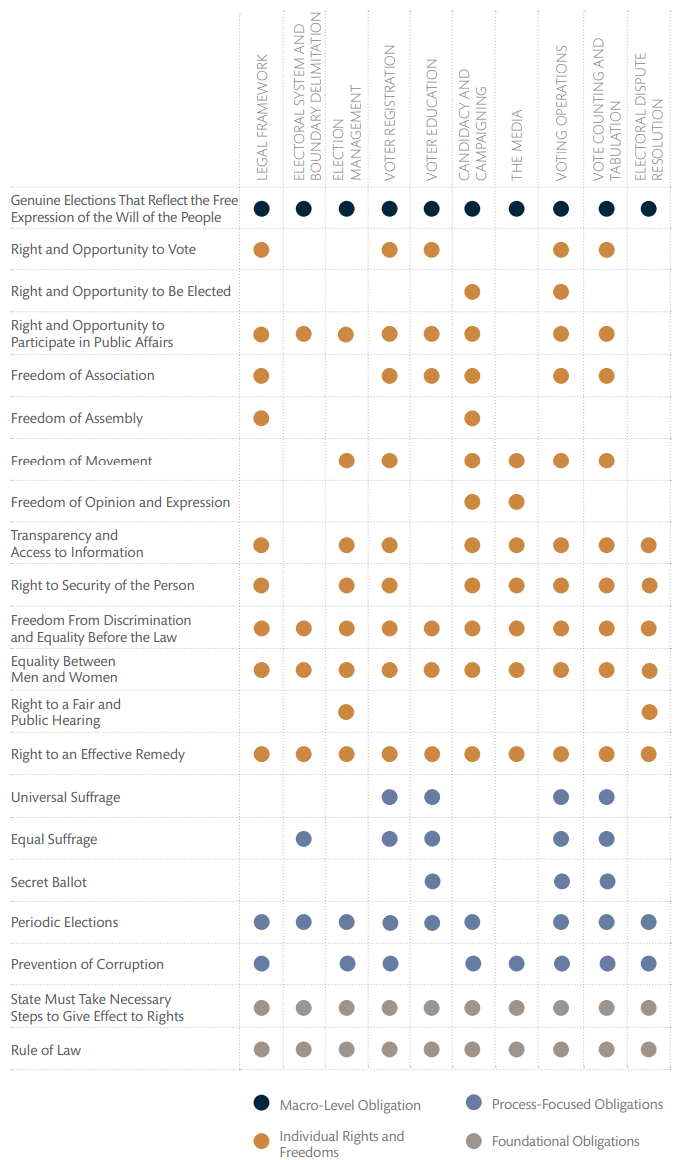 LEGAL FRAMEWORK
ELECTORAL SYSTEM AND
BOUNDARY DELIMITATION
ELECTION
MANAGEMENT
VOTER REGISTRATION
VOTER EDUCATION
CANDIDACY AND
CAMPAIGNING
THE MEDIA
VOTING OPERATIONS
VOTE COUNTING AND
TABULATION
ELECTORAL DISPUTE
RESOLUTION
Genuine Elections That Reflect the Free
Expression of the Will of the People
Right and Opportunity to Vote
Right and Opportunity to Be Elected
Right and Opportunity to
Participate in Public Affairs
Freedom of Association
Freedom of Assembly
Freedom of Movement
Freedom of Opinion and Expression
Transparency and
Access to Information
Right to Security of the Person
Freedom From Discrimination
and Equality Before the Law
Equality Between
Men and Women
Right to a Fair and
Public Hearing
Right to an Effective Remedy
Universal Suffrage
Equal Suffrage
Secret Ballot
Periodic Elections
Prevention of Corruption
State Must Take Necessary
Steps to Give Effect to Rights
Rule of Law
Macro-Level Obligation
Process-Focused Obligations
Individual Rights and
Freedoms
Foundational Obligations